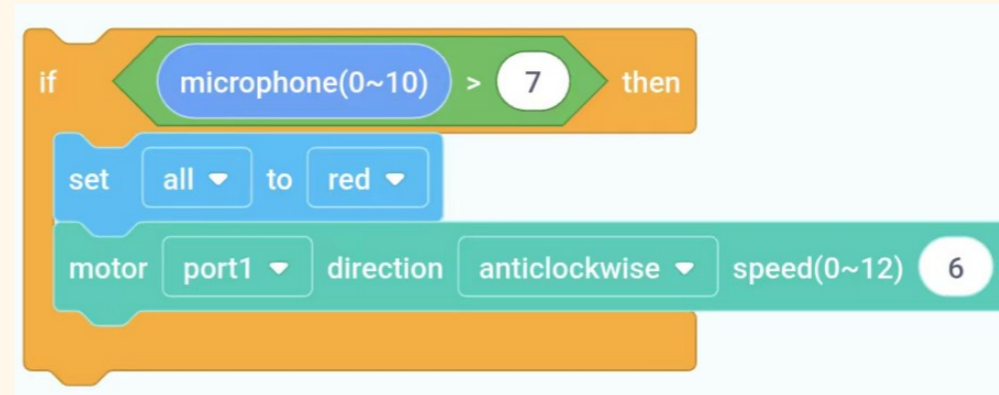 if microphone(0~10) > 7 then
set all to red
motor port1 direction anticlockwise speed(0~12) 6